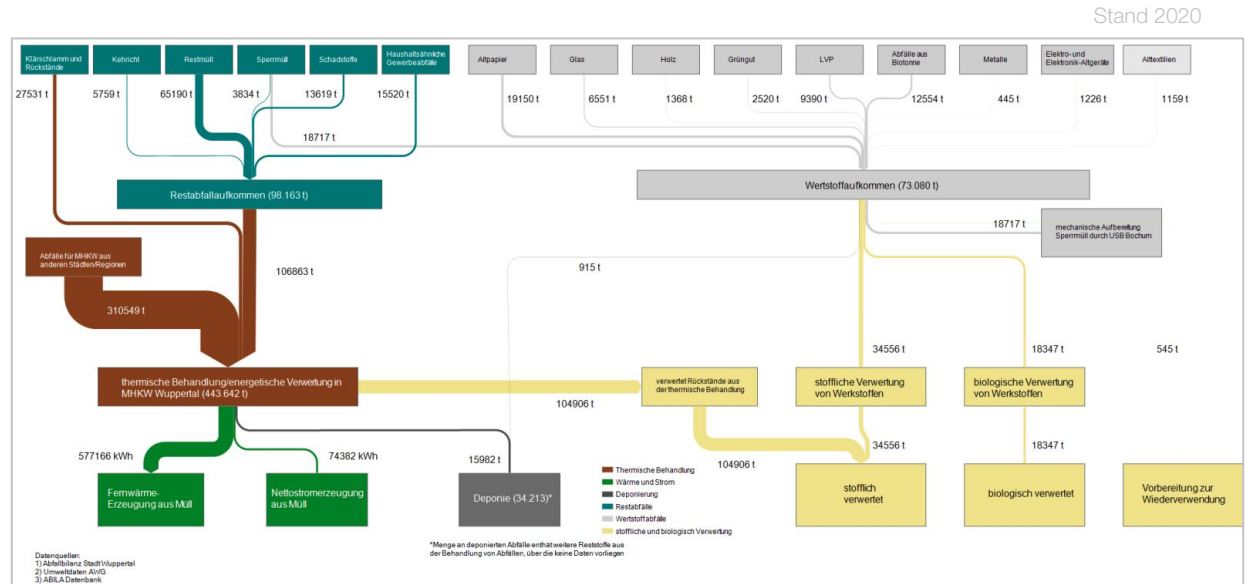 Stand 2020
Klärschlamm und
Rückstände
Kehricht
Restmüll
Sperrmüll
Schadstoffe
Haushaltsähnliche
Gewerbeabfälle
Altpapier
Glas
Holz
Grüngut
LVP
Abfälle aus
Biotonne
Metalle
Elektro- und
Elektronik-Altgeräte
Alttextilien
27531 t
5759 t
65190 t
3834 t
13619 t
15520 t
19150 t
6551 t
1368 t
2520 t
9390 t
12554 t
445 t
1226 t
1159 t
18717 t
Restabfallaufkommen (98.163 t)
Wertstoffaufkommen (73.080 t)
Abfälle für MHKW aus
anderen Städten/Regionen
106863 t
915 t
18717 t
mechanische Aufbereitung
Sperrmüll durch USB Bochum
310549 t
34556 t
18347 t
545 t
thermische Behandlung/energetische Verwertung in
MHKW Wuppertal (443.642 t)
104906 t
verwertet Rückstände aus
der thermische Behandlung
stoffliche Verwertung
von Werkstoffen
biologische Verwertung
von Werkstoffen
577166 kWh
74382 kWh
15982 t
104906 t
34556 t
18347 t
Fernwärme-
Erzeugung aus Müll
Nettostromerzeugung
aus Müll
Deponie (34.213)*
Thermische Behandlung
Wärme und Strom
Deponierung
Restabfälle
Wertstoffabfälle
stoffliche und biologisch Verwertung
stofflich
verwertet
biologisch verwertet
Vorbereitung zur
Wiederverwendung
*Menge an deponierten Abfälle enthät weitere Reststoffe aus
der Behandlung von Abfällen, über die keine Daten vorliegen
Datenquellen:
1) Abfallbilanz Stadt Wuppertal
2) Umweltdaten AWG
3) ABILA Datenbank